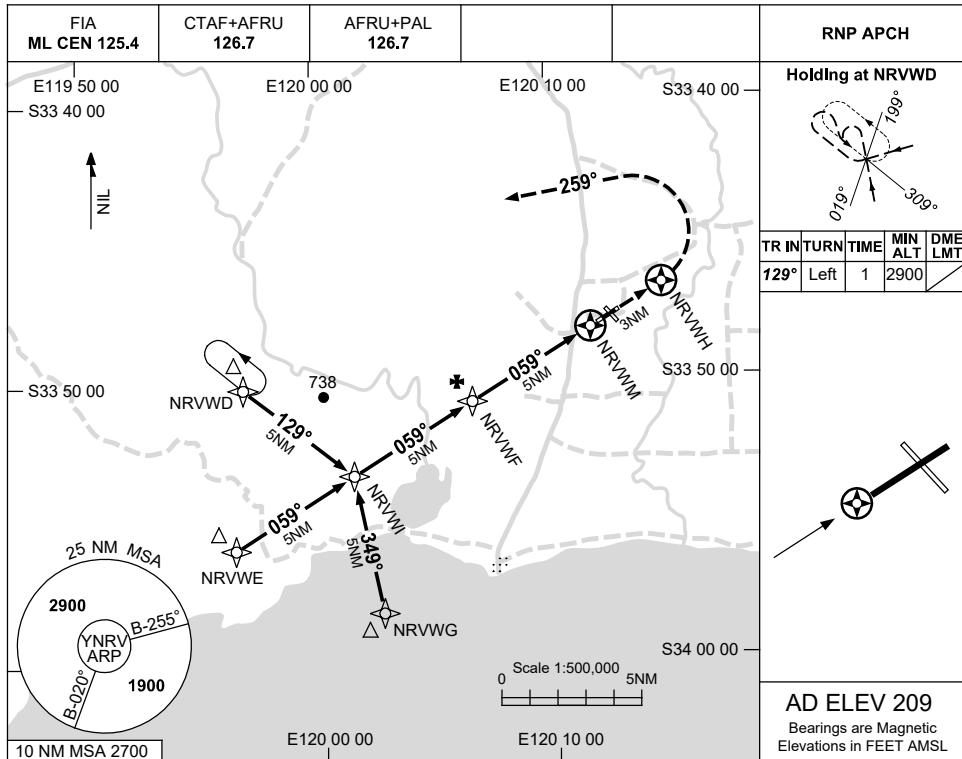 FIA
ML CEN 125.4
CTAF+AFRU
126.7
AFRU+PAL
126.7
RNP APCH
E119 50 00
E120 00 00
E120 10 00
S33 40 00
S33 40 00
NIL
259°
NRVWH
3NM
NRVWM
S33 50 00
S33 50 00
059°
5NM
NRVWF
738
NRVWD
129°
5NM
059°
5NM
NRVWI
059°
5NM
NRVWE
349°
5NM
NRVWG
25 NM MSA
2900
B-255°
YNRV
ARP
B-020°
1900
10 NM MSA 2700
Scale 1:500,000
0 5NM
S34 00 00
E120 00 00
E120 10 00
Holding at NRVWD
199°
019°
309°
TR IN TURN TIME MIN ALT DME LMT
129° Left 1 2900
AD ELEV 209
Bearings are Magnetic
Elevations in FEET AMSL